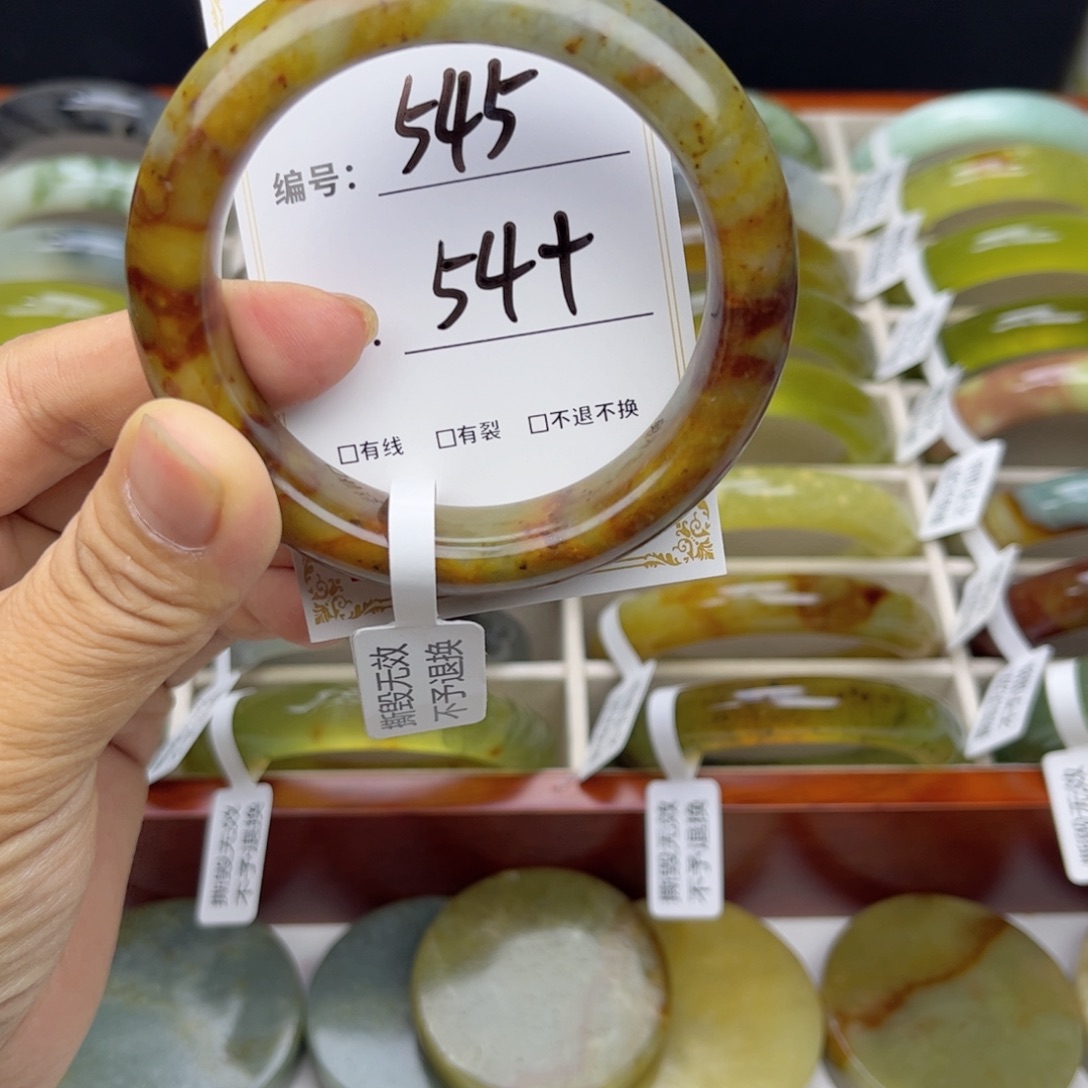 编号: 545
54+
□有线 □有裂 □不退不换
撕毁无效
不予退换
撕毁无效
不予退换
撕毁无效
不予退换